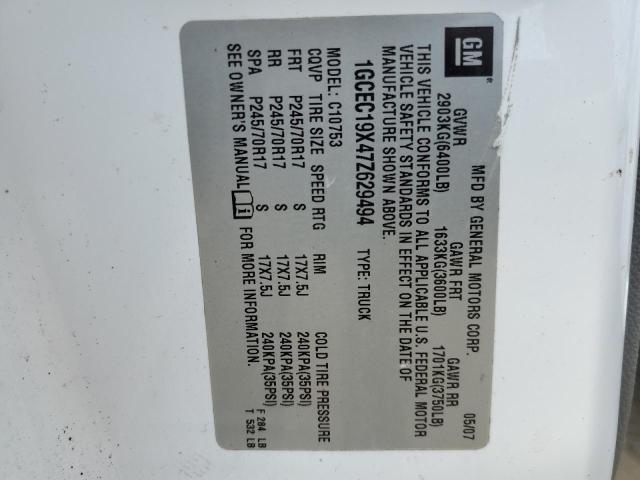 GM
MFD BY GENERAL MOTORS CORP. 05/07
GVWR GAWR FRT GAWR RR
2903KG(6400LB) 1633KG(3600LB) 1701KG(3750LB)
THIS VEHICLE CONFORMS TO ALL APPLICABLE U.S. FEDERAL MOTOR
VEHICLE SAFETY STANDARDS IN EFFECT ON THE DATE OF
MANUFACTURE SHOWN ABOVE.
1GCEC19X47Z629494 TYPE: TRUCK
MODEL: C10753
CQVP TIRE SIZE SPEED RTG RIM COLD TIRE PRESSURE
FRT P245/70R17 S 17X7.5J 240KPA(35PSI)
RR P245/70R17 S 17X7.5J 240KPA(35PSI)
SPA P245/70R17 S 17X7.5J 240KPA(35PSI)
SEE OWNER'S MANUAL i FOR MORE INFORMATION.
F 284 LB
T 532 LB